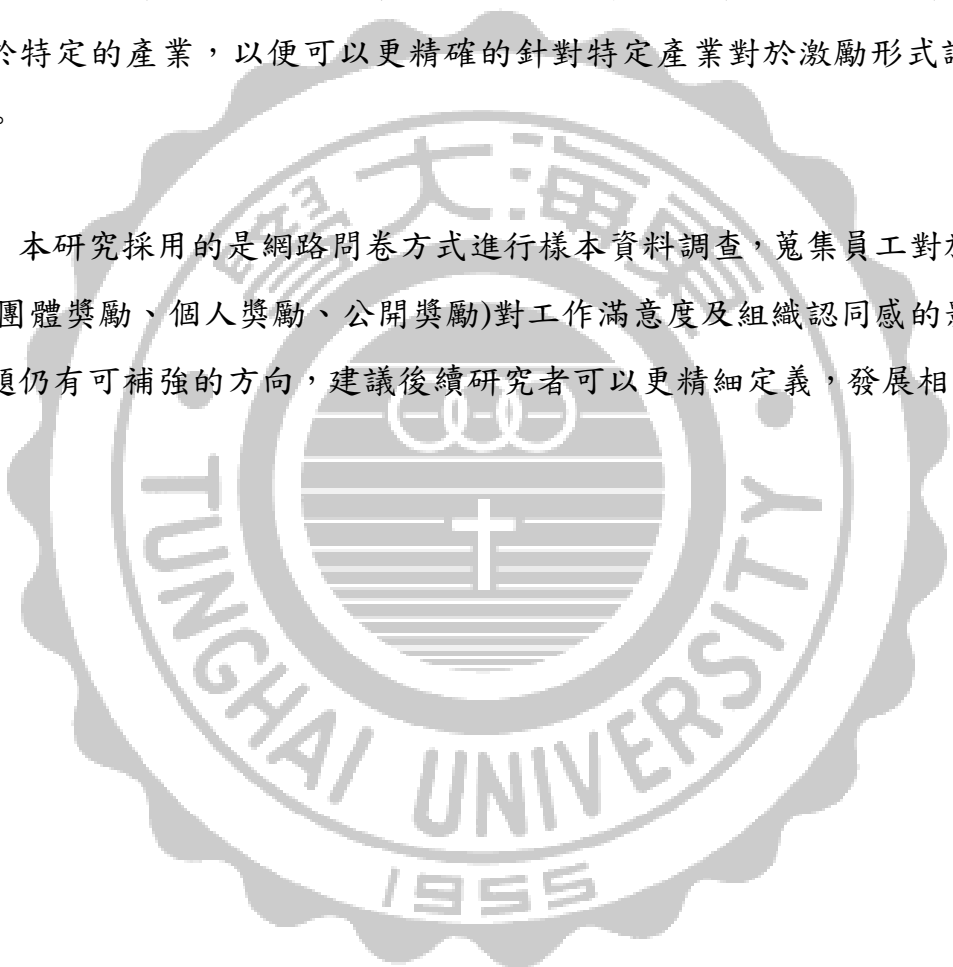 於特定的產業，以便可以更精確的針對特定產業對於激勵形式
。
本研究採用的是網路問卷方式進行樣本資料調查，蒐集員工對
團體獎勵、個人獎勵、公開獎勵)對工作滿意度及組織認同感的
題仍有可補強的方向，建議後續研究者可以更精細定義，發展相
學大海東
TUNGHAI UNIVERSITY
1955